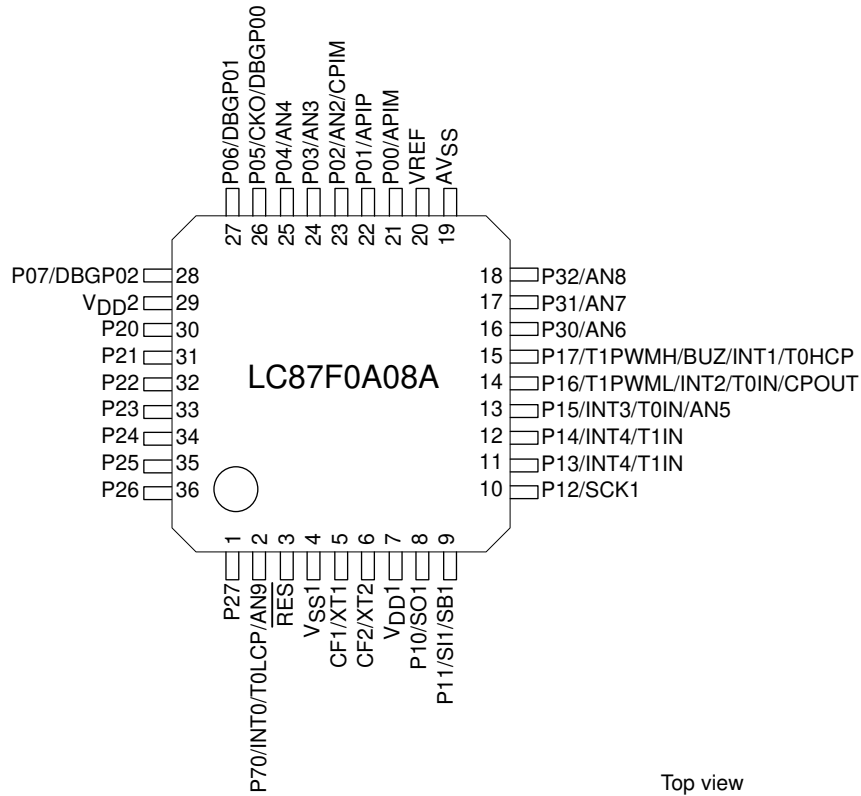 P06/DBGP01
P05/CKO/DBGP00
P04/AN4
P03/AN3
P02/AN2/CPIM
P01/APIP
P00/APIM
VREF
AVSS
27
26
25
24
23
22
21
20
19
P07/DBGP02 28
VDD2 29
P20 30
P21 31
P22 32
P23 33
P24 34
P25 35
P26 36
LC87F0A08A
18 P32/AN8
17 P31/AN7
16 P30/AN6
15 P17/T1PWMH/BUZ/INT1/T0HCP
14 P16/T1PWML/INT2/T0IN/CPOUT
13 P15/INT3/T0IN/AN5
12 P14/INT4/T1IN
11 P13/INT4/T1IN
10 P12/SCK1
1
2
3
4
5
6
7
8
9
P27
P70/INT0/T0LCP/AN9
RES
VSS1
CF1/XT1
CF2/XT2
VDD1
P10/SO1
P11/SI1/SB1
Top view